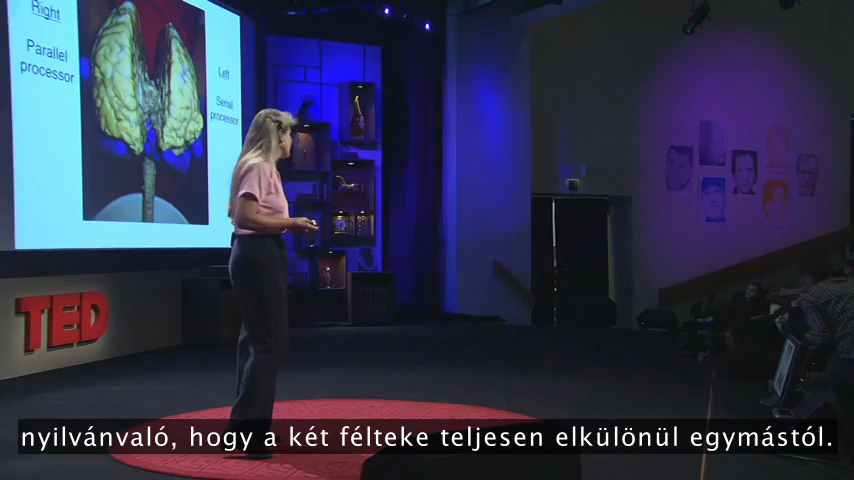 Right
Parallel
processor
Left
Serial
processor
TED
nyilvánvaló, hogy a két félteke teljesen elkülönül egymástól.